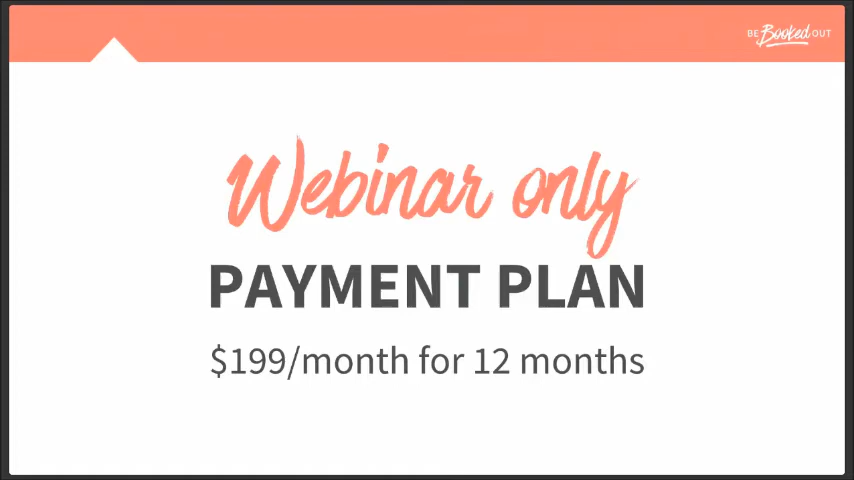 BE Booked OUT
Webinar only
PAYMENT PLAN
$199/month for 12 months